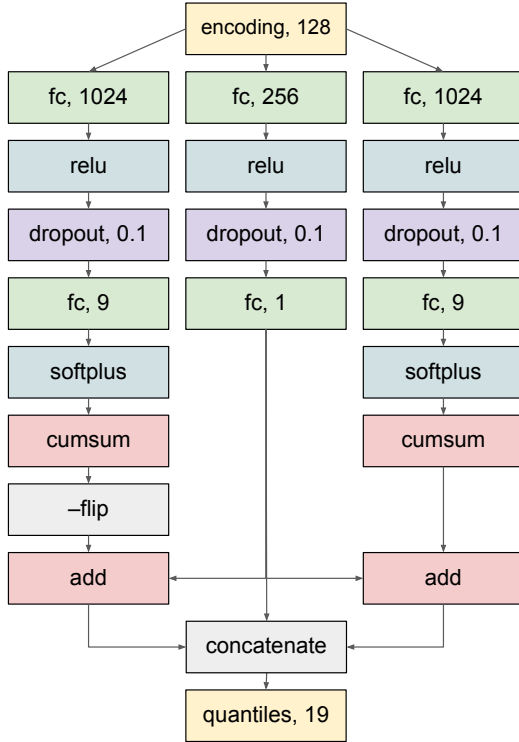 encoding, 128
fc, 1024
fc, 256
fc, 1024
relu
relu
relu
dropout, 0.1
dropout, 0.1
dropout, 0.1
fc, 9
fc, 1
fc, 9
softplus
softplus
cumsum
cumsum
–flip
add
add
concatenate
quantiles, 19